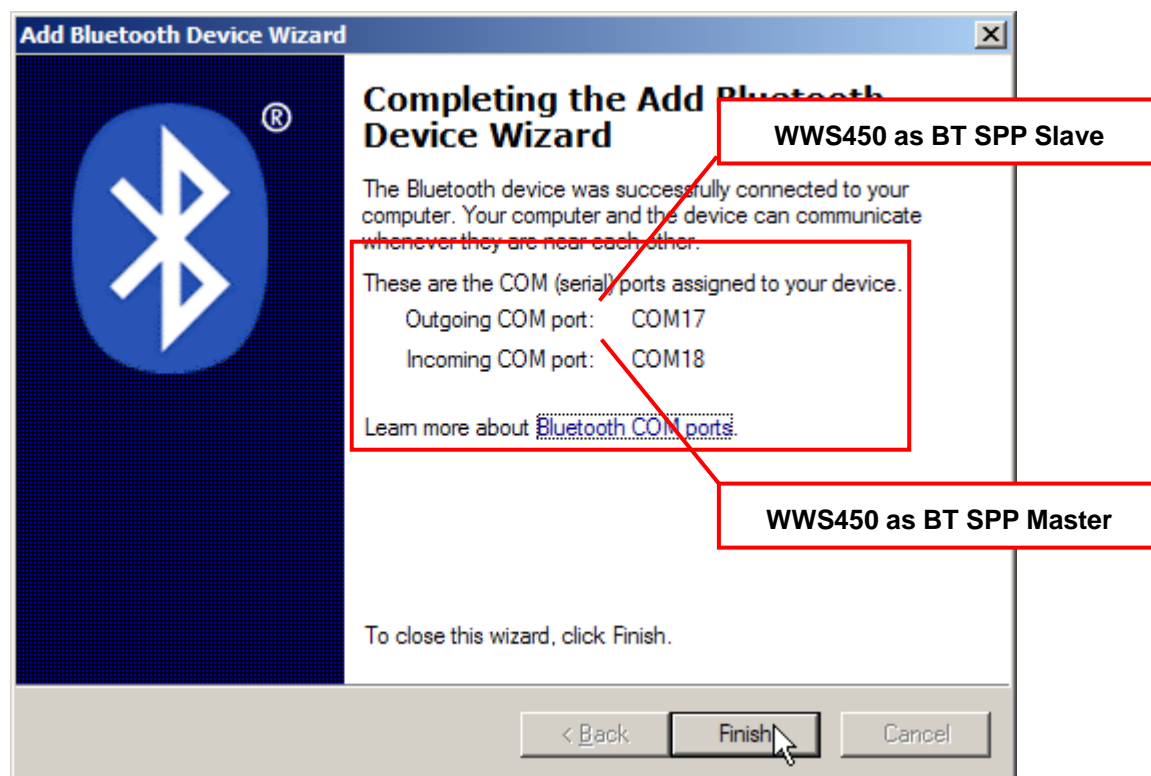 Add Bluetooth Device Wizard
®
Completing the Add Bluetooth
Device Wizard
WWS450 as BT SPP Slave
The Bluetooth device was successfully connected to your
computer. Your computer and the device can communicate
whenever they are near each other.
These are the COM (serial) ports assigned to your device.
Outgoing COM port: COM17
Incoming COM port: COM18
Learn more about Bluetooth COM ports.
WWS450 as BT SPP Master
To close this wizard, click Finish.
< Back Finish Cancel